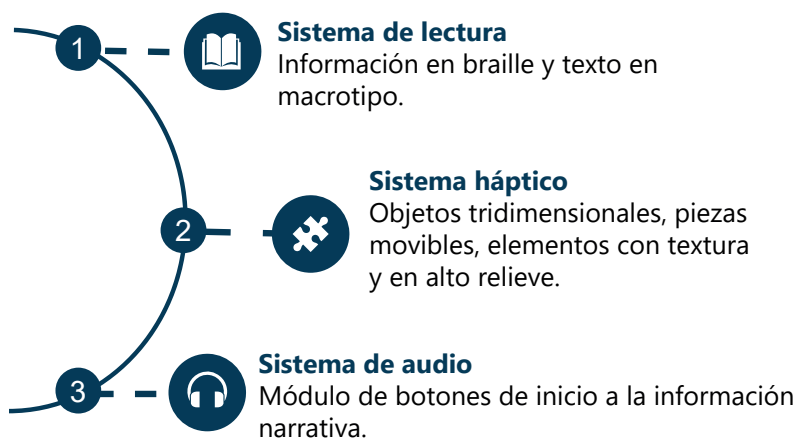 1
Sistema de lectura
Información en braille y texto en
macrotipo.
2
Sistema háptico
Objetos tridimensionales, piezas
movibles, elementos con textura
y en alto relieve.
3
Sistema de audio
Módulo de botones de inicio a la información
narrativa.